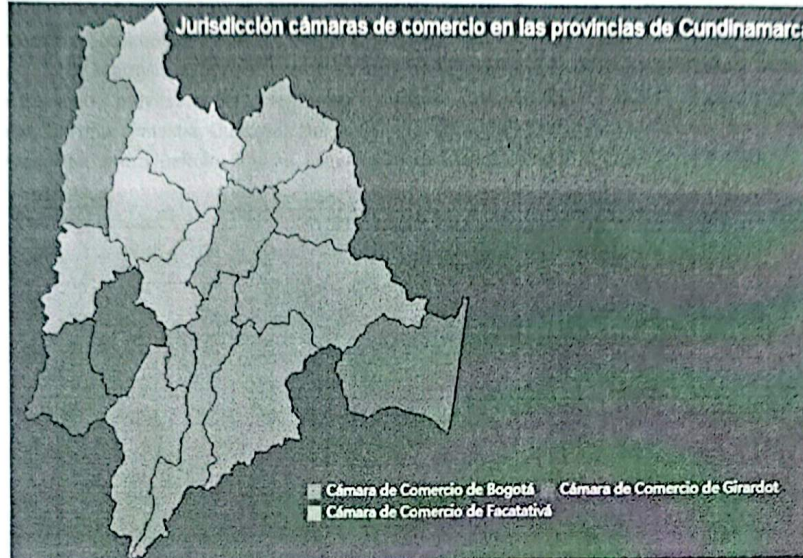 Jurisdicción cámaras de comercio en las provincias de Cundinamarca
Cámara de Comercio de Bogotá Cámara de Comercio de Girardot
Cámara de Comercio de Facatativá